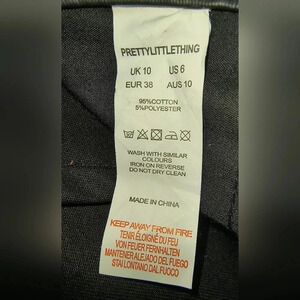 PRETTYLITTLETHING
UK 10 US 6
EUR 38 AUS 10
95%COTTON
5%POLYESTER
WASH WITH SIMILAR
COLOURS
IRON ON REVERSE
DO NOT DRY CLEAN
MADE IN CHINA
KEEP AWAY FROM FIRE
TENIR ÉLOIGNÉ DU FEU
VON FEUER FERNHALTEN
MANTENER ALEJADO DEL FUEGO
STAI LONTANO DAL FUOCO